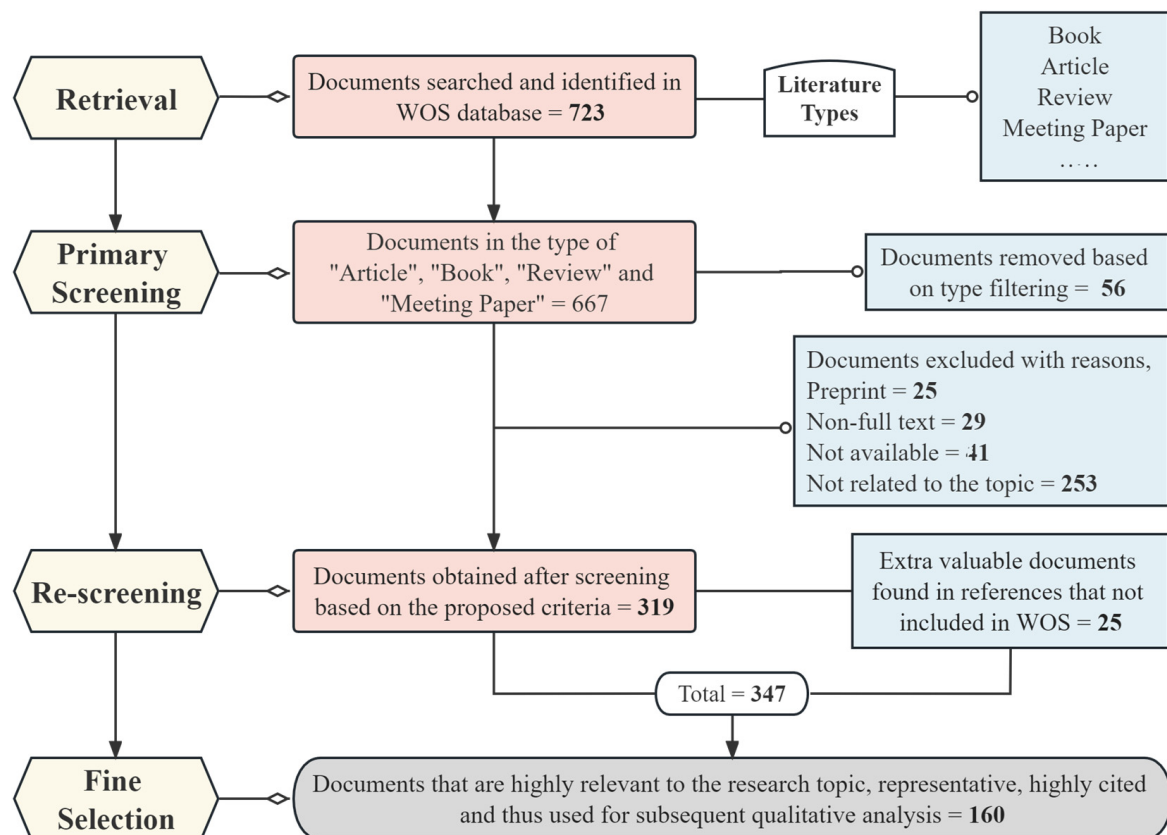 Retrieval
Documents searched and identified in
WOS database = 723
Literature
Types
Book
Article
Review
Meeting Paper
.....
Primary
Screening
Documents in the type of
"Article", "Book", "Review" and
"Meeting Paper" = 667
Documents removed based
on type filtering = 56
Documents excluded with reasons,
Preprint = 25
Non-full text = 29
Not available = 41
Not related to the topic = 253
Re-screening
Documents obtained after screening
based on the proposed criteria = 319
Extra valuable documents
found in references that not
included in WOS = 25
Total = 347
Fine
Selection
Documents that are highly relevant to the research topic, representative, highly cited
and thus used for subsequent qualitative analysis = 160